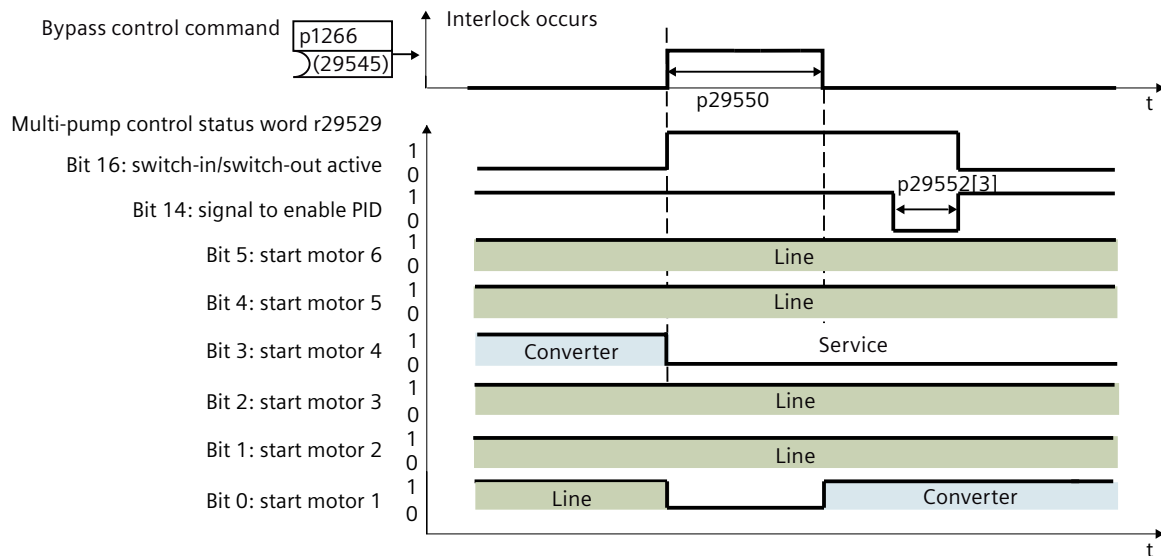 Bypass control command
p1266
(29545)
Interlock occurs
p29550
t
Multi-pump control status word r29529
Bit 16: switch-in/switch-out active
1
0
p29552[3]
Bit 14: signal to enable PID
1
0
Bit 5: start motor 6
1
0
Line
Bit 4: start motor 5
1
0
Line
Bit 3: start motor 4
1
0
Converter
Service
Bit 2: start motor 3
1
0
Line
Bit 1: start motor 2
1
0
Line
Bit 0: start motor 1
1
0
Line
Converter
t